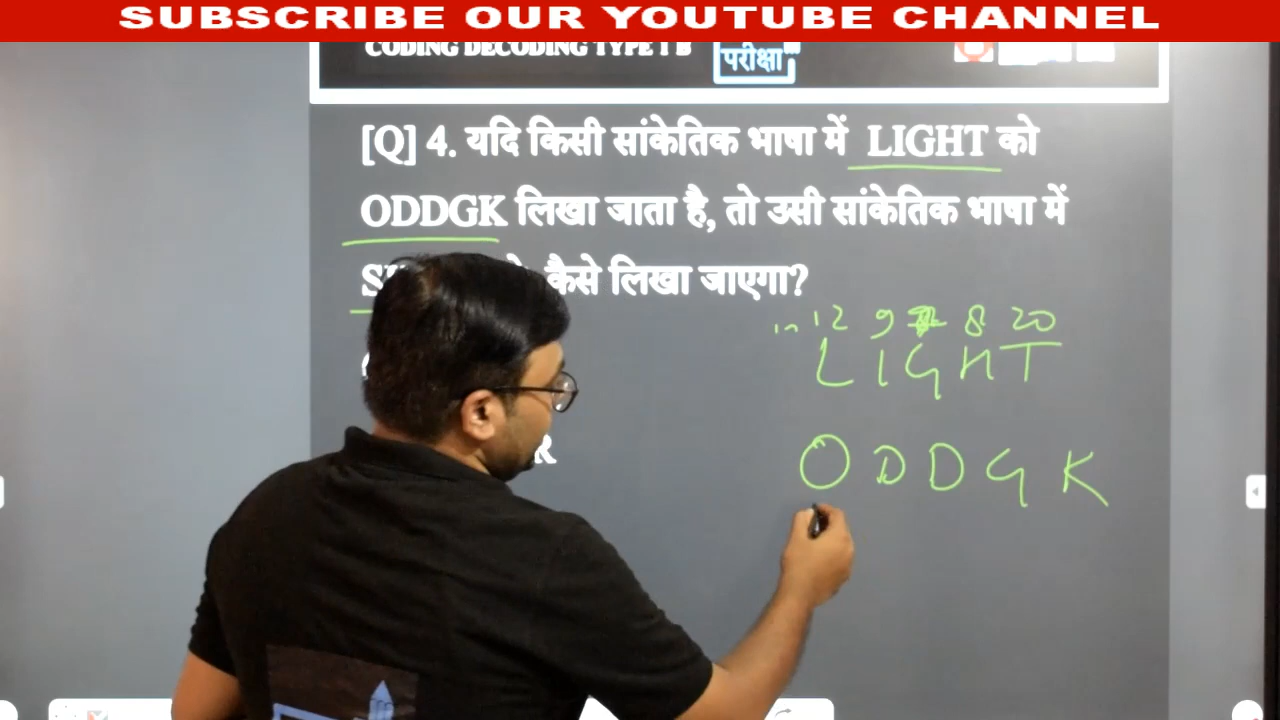 SUBSCRIBE OUR YOUTUBE CHANNEL
CODING DECODING TYPE 1 B
परीक्षा
[Q] 4. यदि किसी सांकेतिक भाषा में LIGHT को
ODDGK लिखा जाता है, तो उसी सांकेतिक भाषा में
कैसे लिखा जाएगा?
12 9 8 20
LIGHT
ODDGK
R